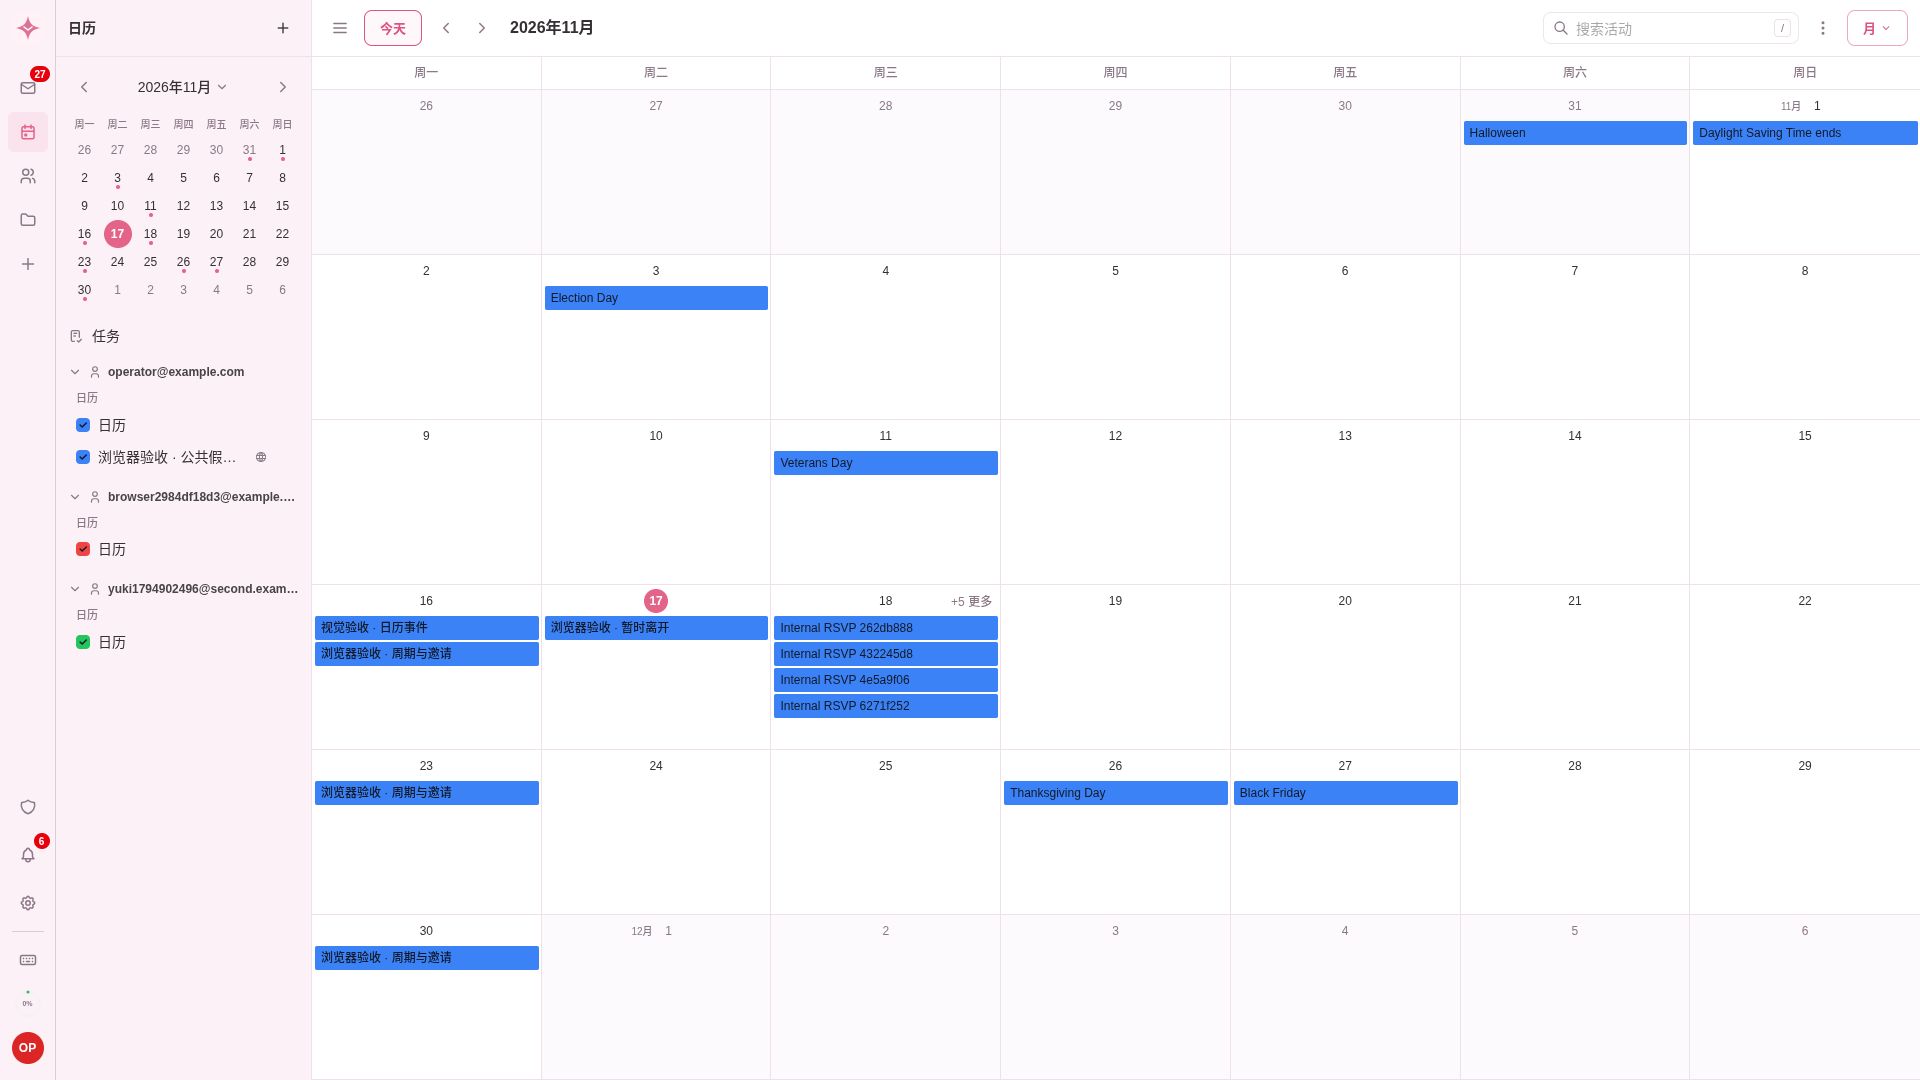 日历
今天
2026年11月
搜索活动
/
月
27
2026年11月
周一 周二 周三 周四 周五 周六 周日
26 27 28 29 30 31 1
2 3 4 5 6 7 8
9 10 11 12 13 14 15
16 17 18 19 20 21 22
23 24 25 26 27 28 29
30 1 2 3 4 5 6
任务
operator@example.com
日历
日历
浏览器验收 · 公共假…
browser2984df18d3@example.…
日历
日历
yuki1794902496@second.exam…
日历
日历
6
0%
OP
周一 周二 周三 周四 周五 周六 周日
26 27 28 29 30 31 11月 1
Halloween
Daylight Saving Time ends
2 3 4 5 6 7 8
Election Day
9 10 11 12 13 14 15
Veterans Day
16 17 18 +5 更多 19 20 21 22
视觉验收 · 日历事件
浏览器验收 · 周期与邀请
浏览器验收 · 暂时离开
Internal RSVP 262db888
Internal RSVP 432245d8
Internal RSVP 4e5a9f06
Internal RSVP 6271f252
23 24 25 26 27 28 29
浏览器验收 · 周期与邀请
Thanksgiving Day
Black Friday
30 12月 1 2 3 4 5 6
浏览器验收 · 周期与邀请